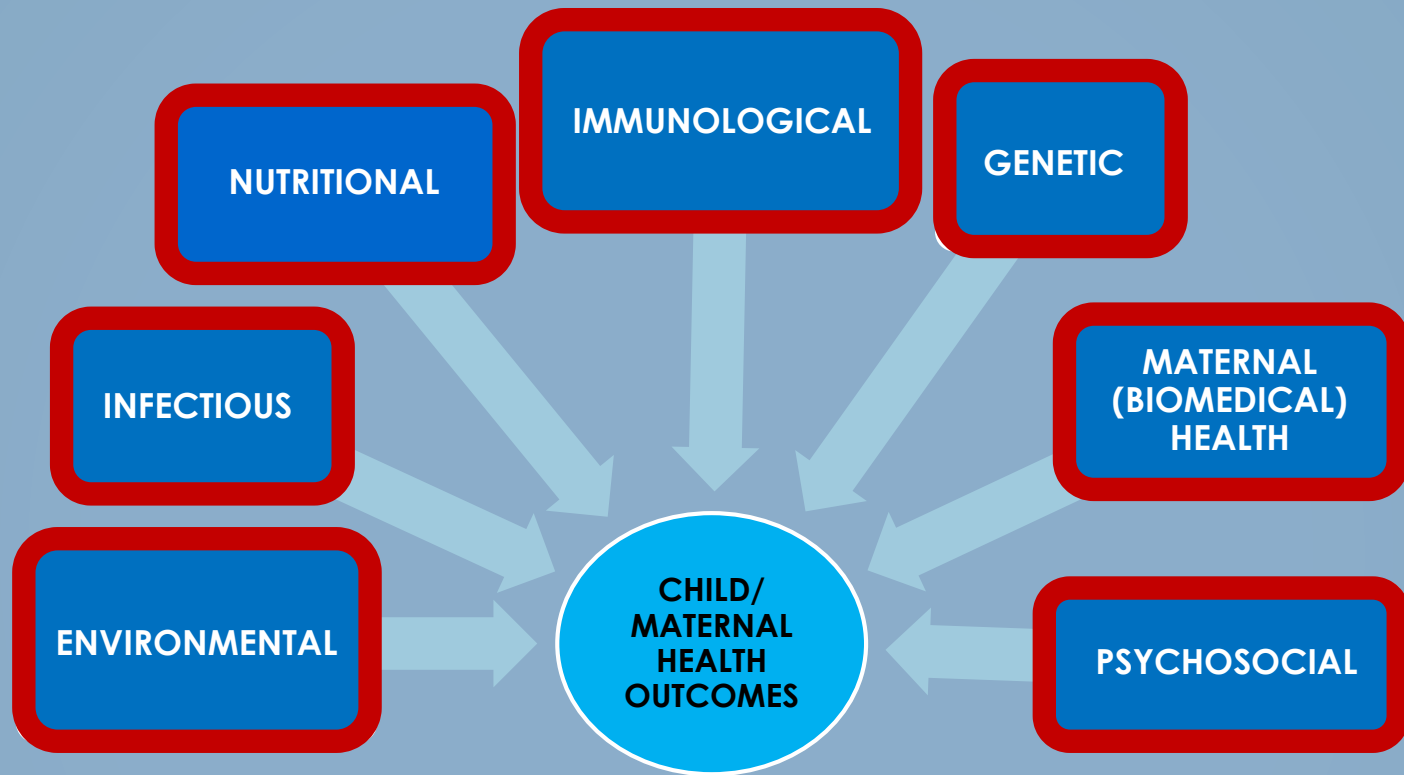 IMMUNOLOGICAL
NUTRITIONAL
GENETIC
INFECTIOUS
MATERNAL
(BIOMEDICAL)
HEALTH
ENVIRONMENTAL
CHILD/
MATERNAL
HEALTH
OUTCOMES
PSYCHOSOCIAL